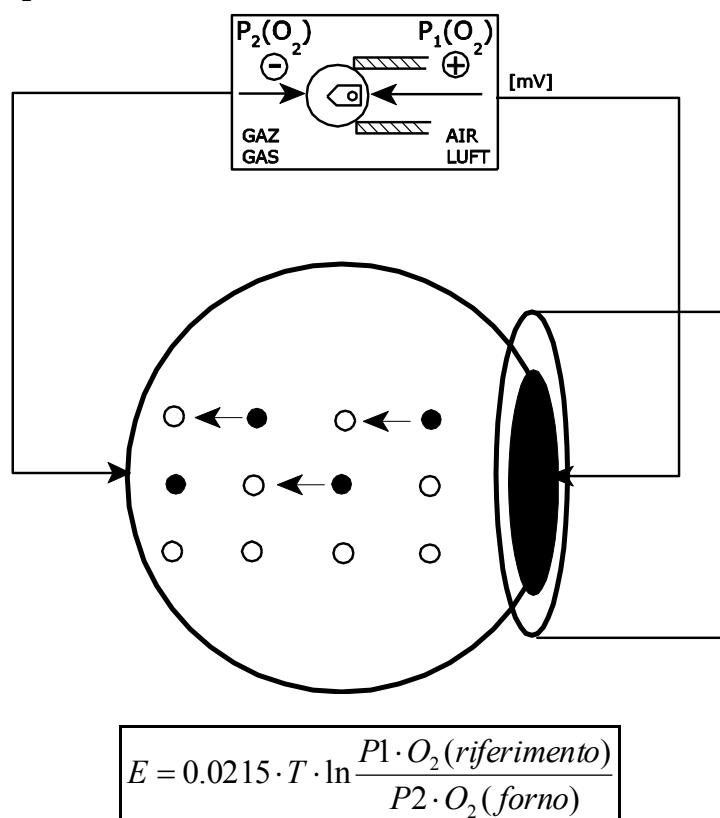 P₂(O₂) P₁(O₂)
- +
[mV]
GAZ AIR
GAS LUFT
E = 0.0215 · T · ln P1 · O₂ (riferimento) / P2 · O₂ (forno)